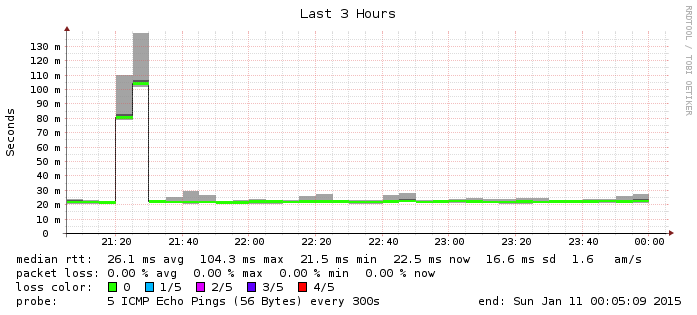 Last 3 Hours
RRDTOOL / TOBI OETIKER
Seconds
130 m
120 m
110 m
100 m
90 m
80 m
70 m
60 m
50 m
40 m
30 m
20 m
10 m
0
21:20 21:40 22:00 22:20 22:40 23:00 23:20 23:40 00:00
median rtt: 26.1 ms avg 104.3 ms max 21.5 ms min 22.5 ms now 16.6 ms sd 1.6 am/s
packet loss: 0.00 % avg 0.00 % max 0.00 % min 0.00 % now
loss color: 0 1/5 2/5 3/5 4/5
probe: 5 ICMP Echo Pings (56 Bytes) every 300s end: Sun Jan 11 00:05:09 2015